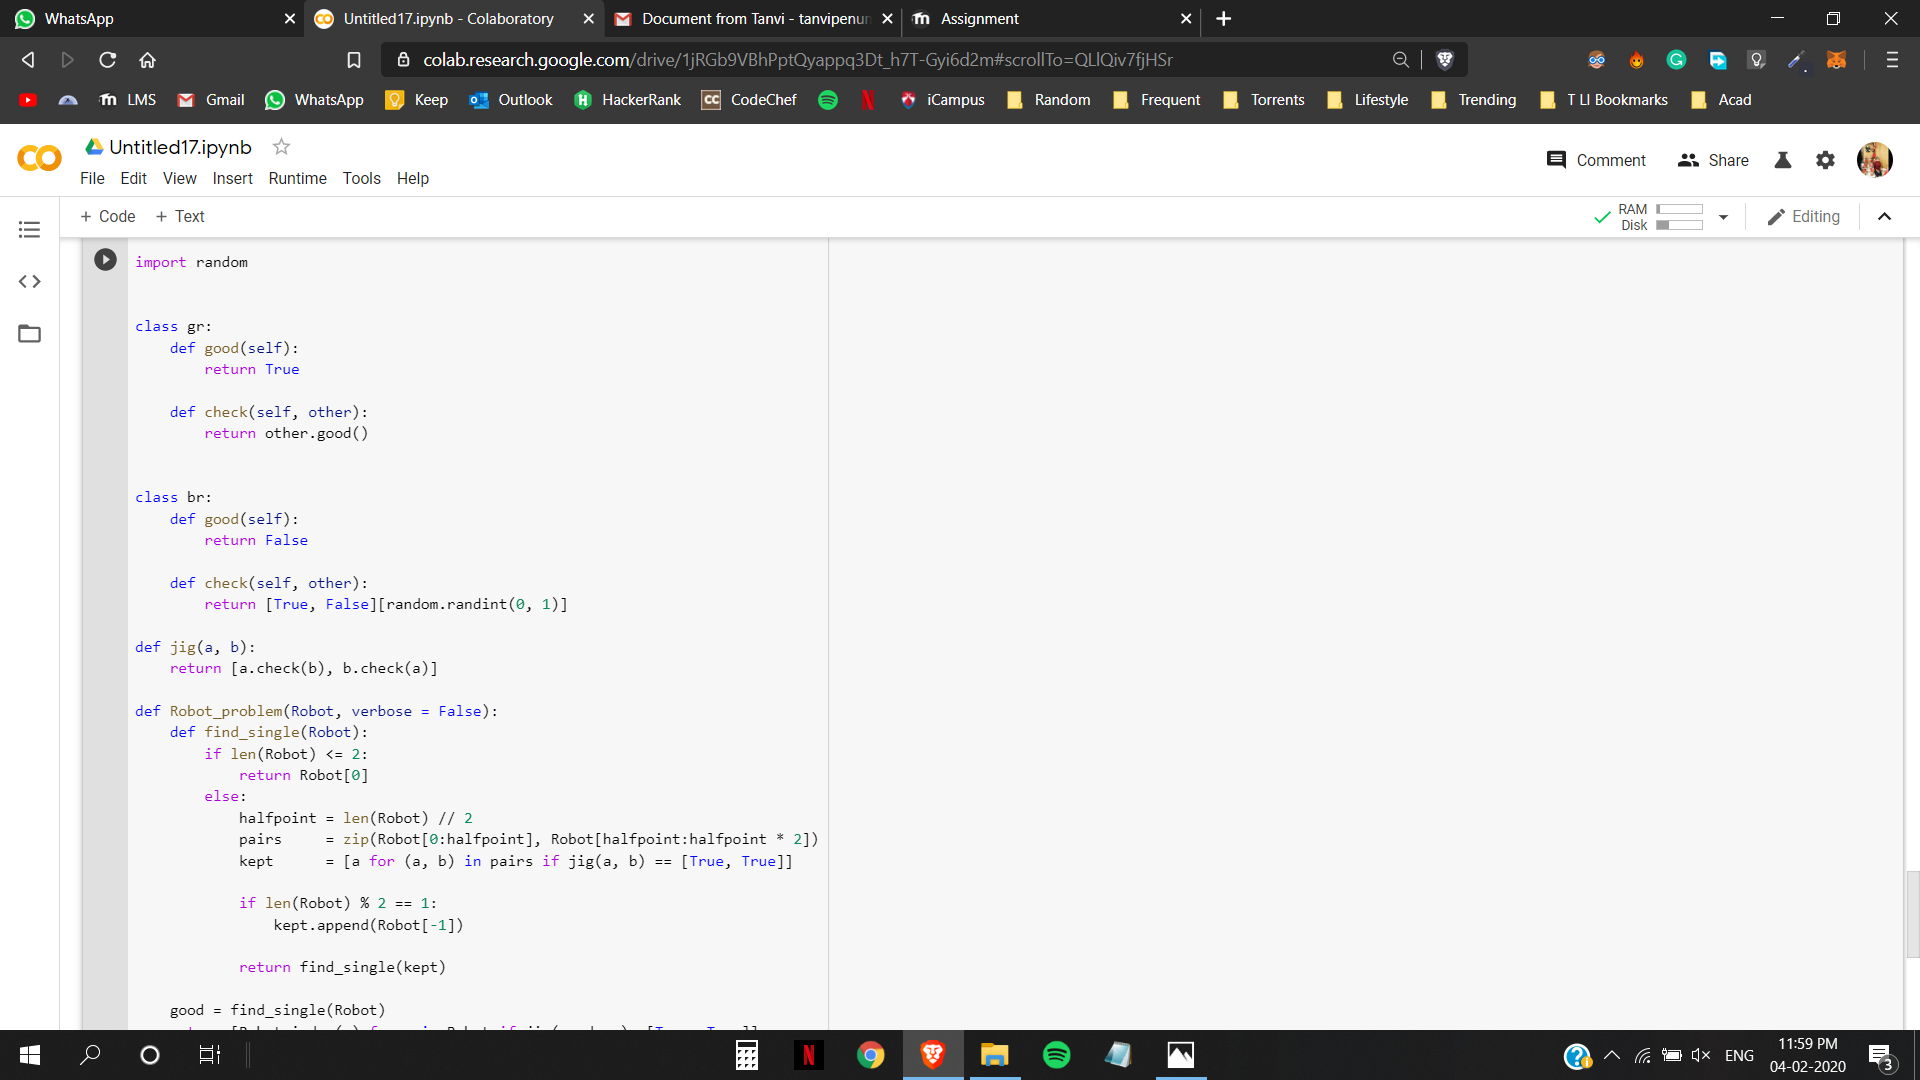 WhatsApp
Untitled17.ipynb - Colaboratory
Document from Tanvi - tanvipenun
Assignment
colab.research.google.com/drive/1jRGb9VBhPptQyappq3Dt_h7T-Gyi6d2m#scrollTo=QLlQiv7fjHSr
LMS Gmail WhatsApp Keep Outlook HackerRank CodeChef iCampus Random Frequent Torrents Lifestyle Trending T LI Bookmarks Acad
Untitled17.ipynb
Comment Share
File Edit View Insert Runtime Tools Help
+ Code + Text
RAM
Disk
Editing
import random
class gr:
    def good(self):
        return True
    def check(self, other):
        return other.good()
class br:
    def good(self):
        return False
    def check(self, other):
        return [True, False][random.randint(0, 1)]
def jig(a, b):
    return [a.check(b), b.check(a)]
def Robot_problem(Robot, verbose = False):
    def find_single(Robot):
        if len(Robot) <= 2:
            return Robot[0]
        else:
            halfpoint = len(Robot) // 2
            pairs     = zip(Robot[0:halfpoint], Robot[halfpoint:halfpoint * 2])
            kept      = [a for (a, b) in pairs if jig(a, b) == [True, True]]
            if len(Robot) % 2 == 1:
                kept.append(Robot[-1])
            return find_single(kept)
    good = find_single(Robot)
ENG
11:59 PM
04-02-2020
3